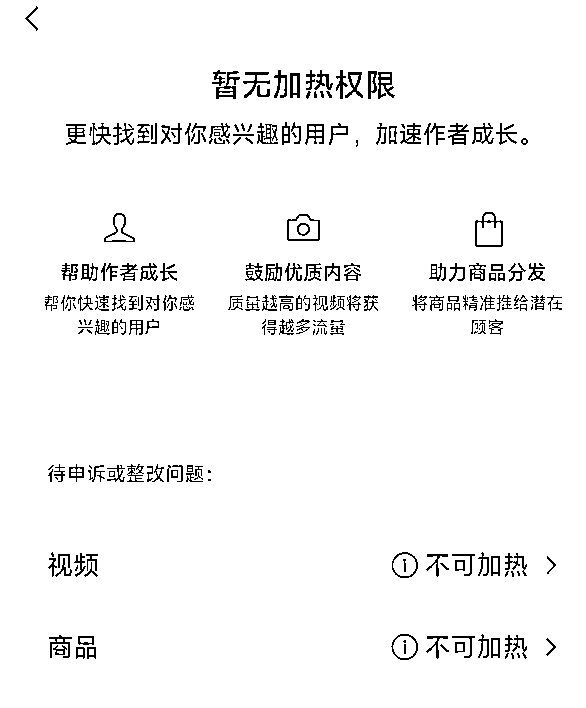 暂无加热权限
更快找到对你感兴趣的用户，加速作者成长。
帮助作者成长
帮你快速找到对你感
兴趣的用户
鼓励优质内容
质量越高的视频将获
得越多流量
助力商品分发
将商品精准推给潜在
顾客
待申诉或整改问题：
视频 不可加热
商品 不可加热